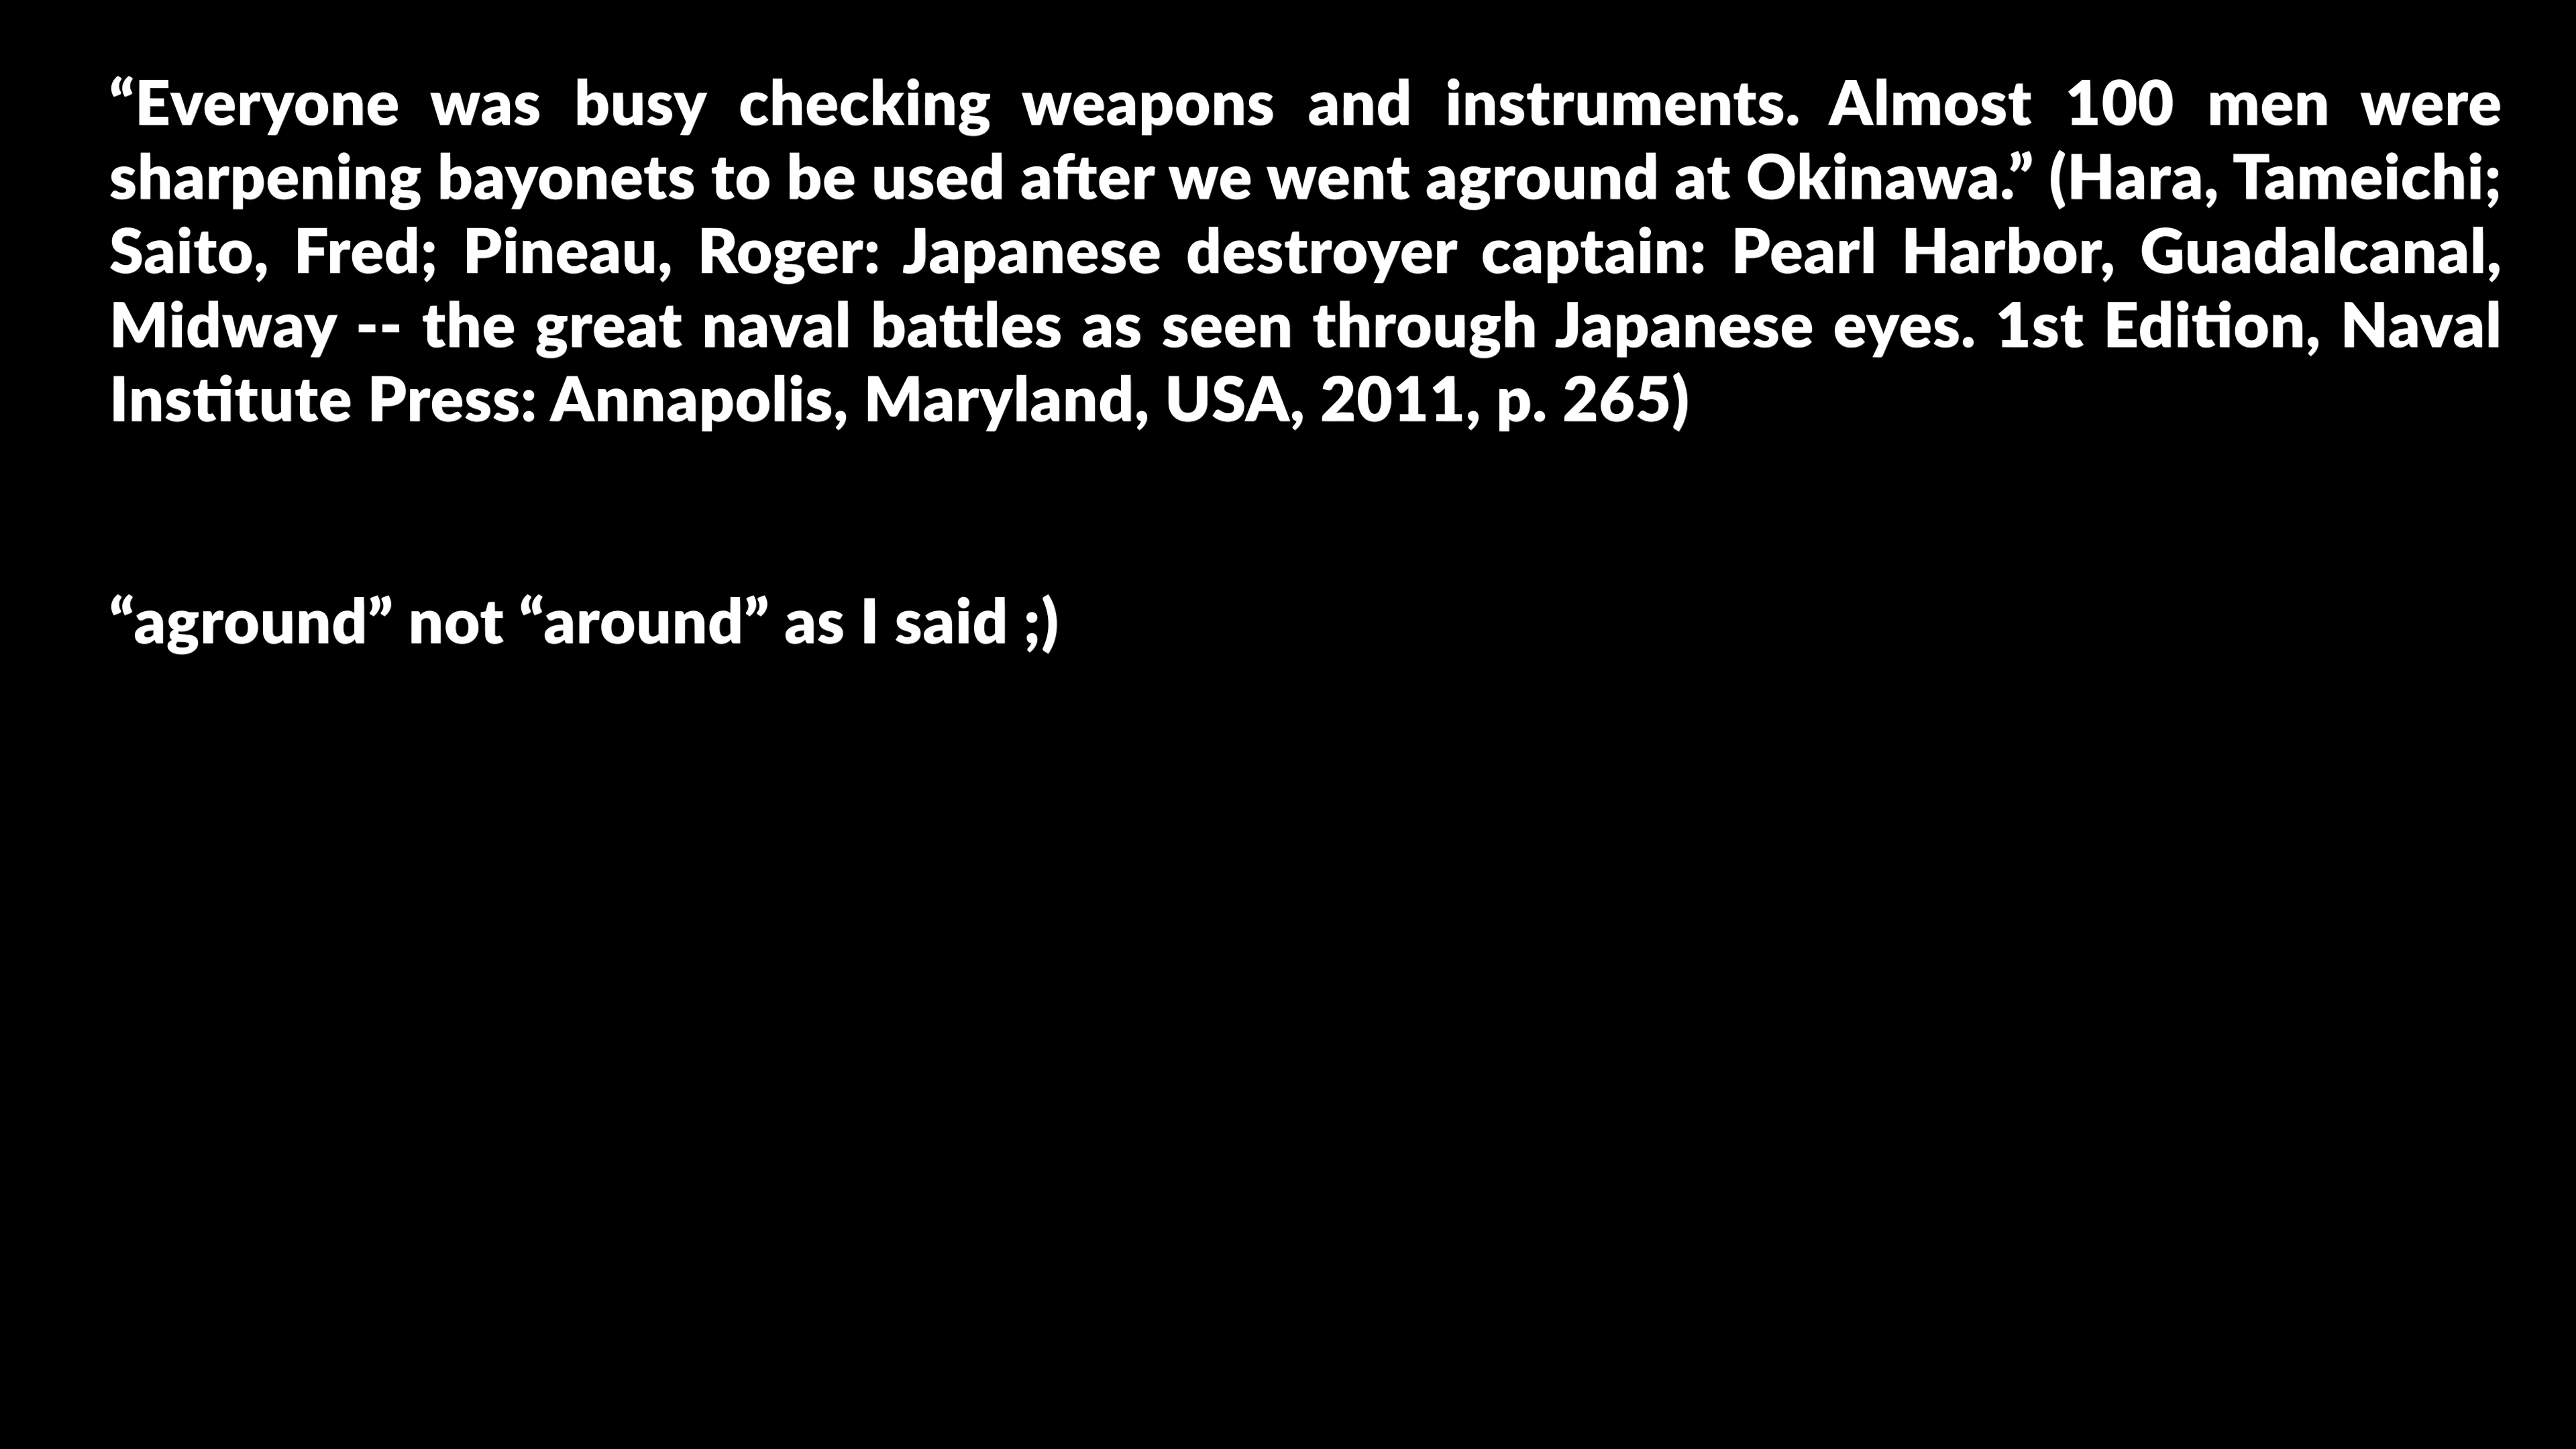 “Everyone was busy checking weapons and instruments. Almost 100 men were
sharpening bayonets to be used after we went aground at Okinawa.” (Hara, Tameichi;
Saito, Fred; Pineau, Roger: Japanese destroyer captain: Pearl Harbor, Guadalcanal,
Midway -- the great naval battles as seen through Japanese eyes. 1st Edition, Naval
Institute Press: Annapolis, Maryland, USA, 2011, p. 265)
“aground” not “around” as I said ;)